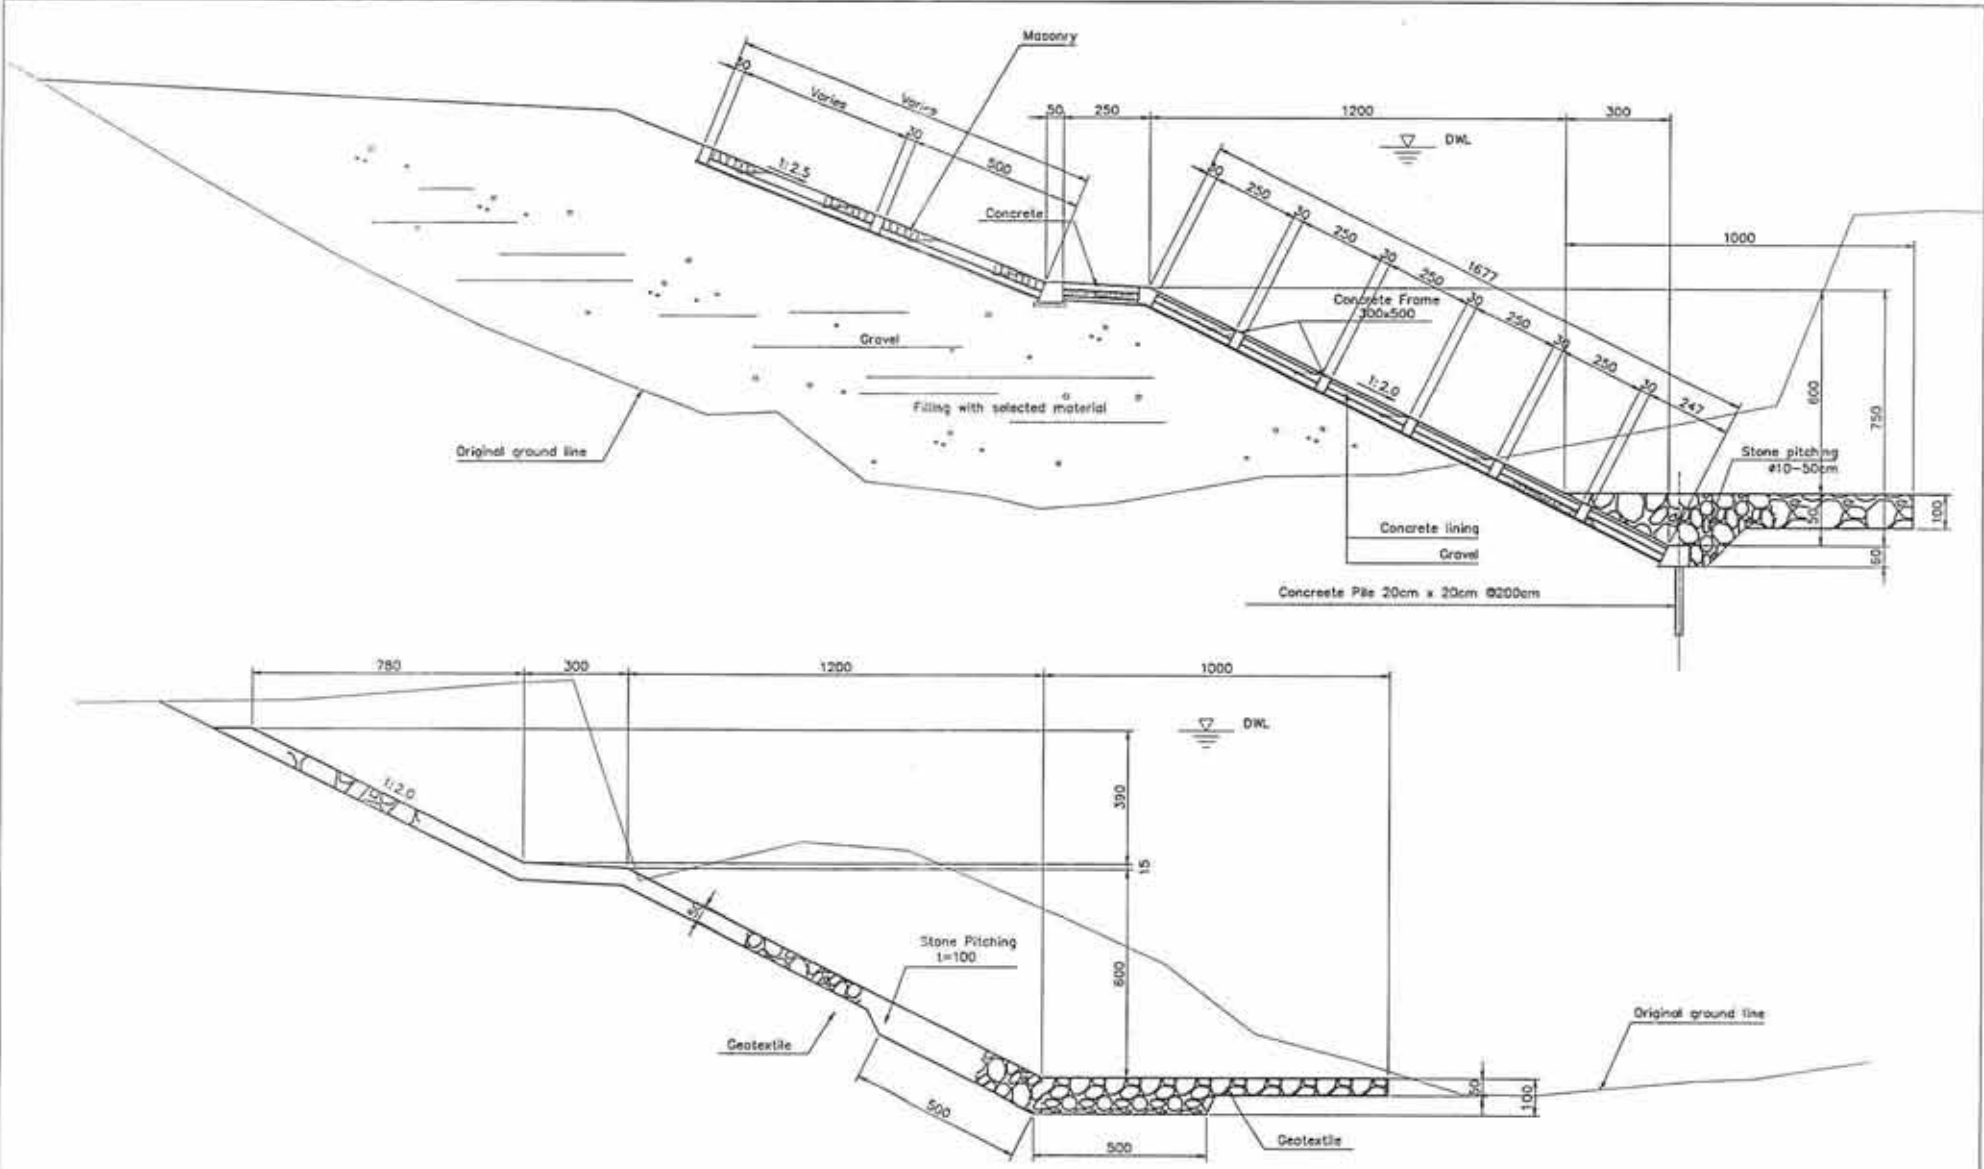 Masonry
30
Varies
Varies
50
250
1200
300
30
DWL
1:2.5
500
30
250
Concrete
30
250
1000
30
1677
250
30
Concrete Frame
300x500
250
Gravel
30
600
1:2.0
250
30
Filling with selected material
247
750
Original ground line
Stone pitching
ø10-50cm
50
100
Concrete lining
Gravel
Concreete Pile 20cm x 20cm @200cm
780
300
1200
1000
DWL
1:2.0
390
15
Stone Pitching
t=100
600
Original ground line
Geotextile
50
100
500
Geotextile
500